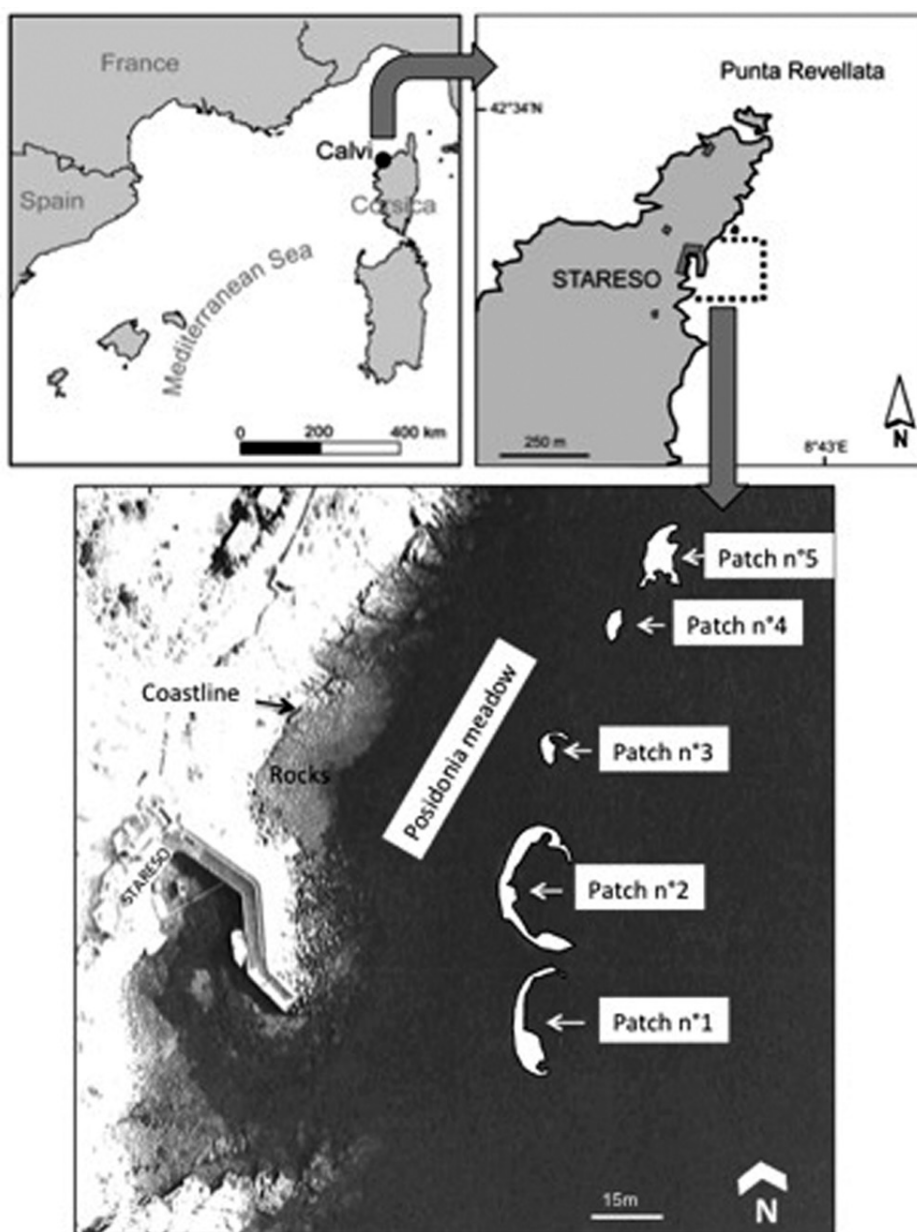 France
Spain
Calvi
Corsica
Mediterranean Sea
0 200 400 km
Punta Revellata
42°34'N
STARESO
250 m
8°43'E
N
Patch n°5
Patch n°4
Posidonia meadow
Coastline
Patch n°3
Rocks
STARESO
Patch n°2
Patch n°1
15m
N